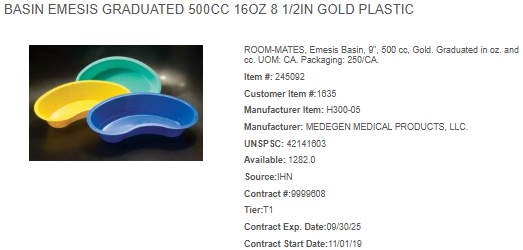 BASIN EMESIS GRADUATED 500CC 16OZ 8 1/2IN GOLD PLASTIC
ROOM-MATES, Emesis Basin, 9", 500 cc, Gold. Graduated in oz. and
cc. UOM: CA. Packaging: 250/CA.
Item #: 245092
Customer Item #:1635
Manufacturer Item: H300-05
Manufacturer: MEDEGEN MEDICAL PRODUCTS, LLC.
UNSPSC: 42141603
Available: 1282.0
Source:IHN
Contract #:9999608
Tier:T1
Contract Exp. Date:09/30/25
Contract Start Date:11/01/19